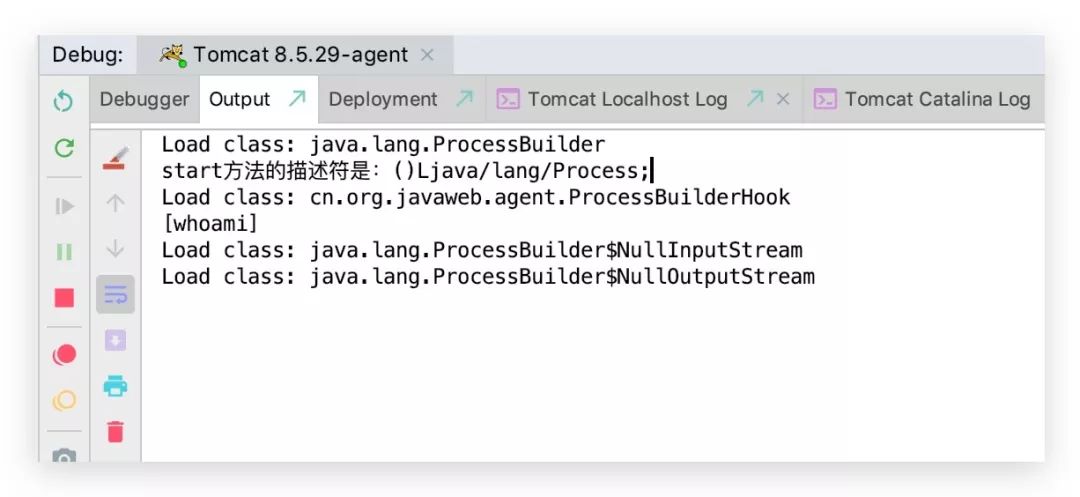 Debug: Tomcat 8.5.29-agent
Debugger Output Deployment Tomcat Localhost Log Tomcat Catalina Log
Load class: java.lang.ProcessBuilder
start方法的描述符是：()Ljava/lang/Process;
Load class: cn.org.javaweb.agent.ProcessBuilderHook
[whoami]
Load class: java.lang.ProcessBuilder$NullInputStream
Load class: java.lang.ProcessBuilder$NullOutputStream